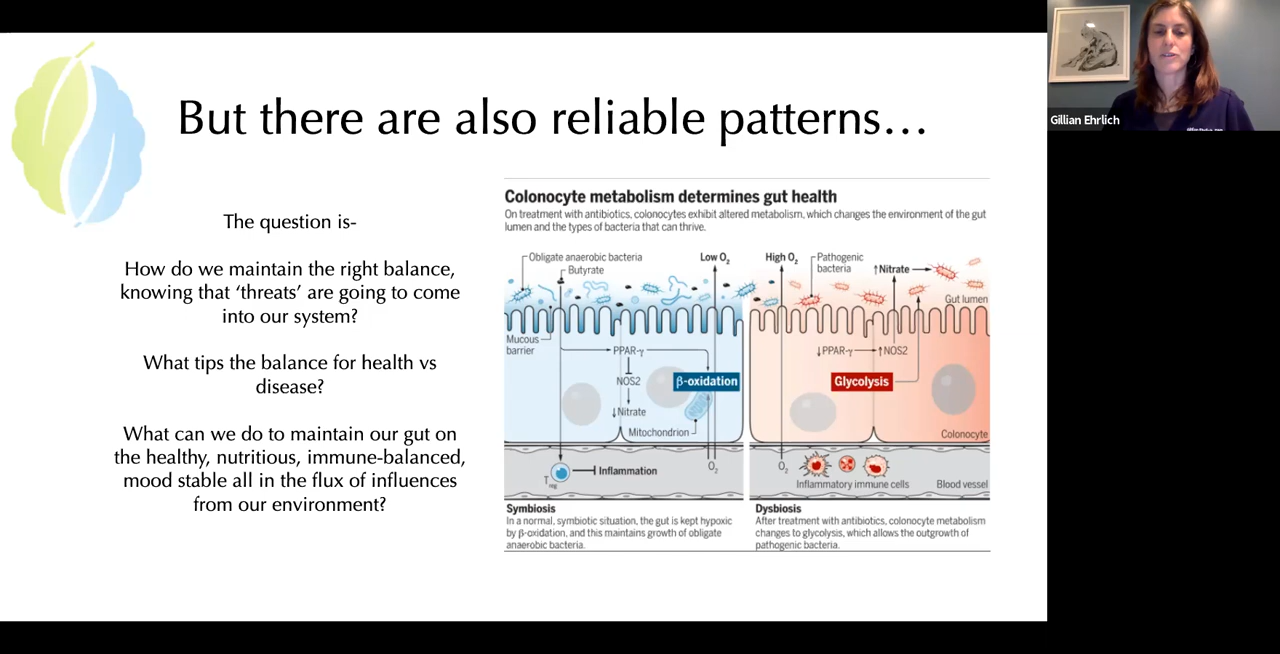 But there are also reliable patterns…
The question is-
How do we maintain the right balance,
knowing that ‘threats’ are going to come
into our system?
What tips the balance for health vs
disease?
What can we do to maintain our gut on
the healthy, nutritious, immune-balanced,
mood stable all in the flux of influences
from our environment?
Colonocyte metabolism determines gut health
On treatment with antibiotics, colonocytes exhibit altered metabolism, which changes the environment of the gut
lumen and the types of bacteria that can thrive.
Obligate anaerobic bacteria
Butyrate
Low O₂
Mucous
barrier
PPAR-γ
NOS2
β-oxidation
↓Nitrate
Mitochondrion
O₂
Treg
Inflammation
High O₂
Pathogenic
bacteria
↑Nitrate
Gut lumen
↓PPAR-γ
↑NOS2
Glycolysis
Colonocyte
O₂
Inflammatory immune cells
Blood vessel
Symbiosis
In a normal, symbiotic situation, the gut is kept hypoxic
by β-oxidation, and this maintains growth of obligate
anaerobic bacteria.
Dysbiosis
After treatment with antibiotics, colonocyte metabolism
changes to glycolysis, which allows the outgrowth of
pathogenic bacteria.
Gillian Ehrlich